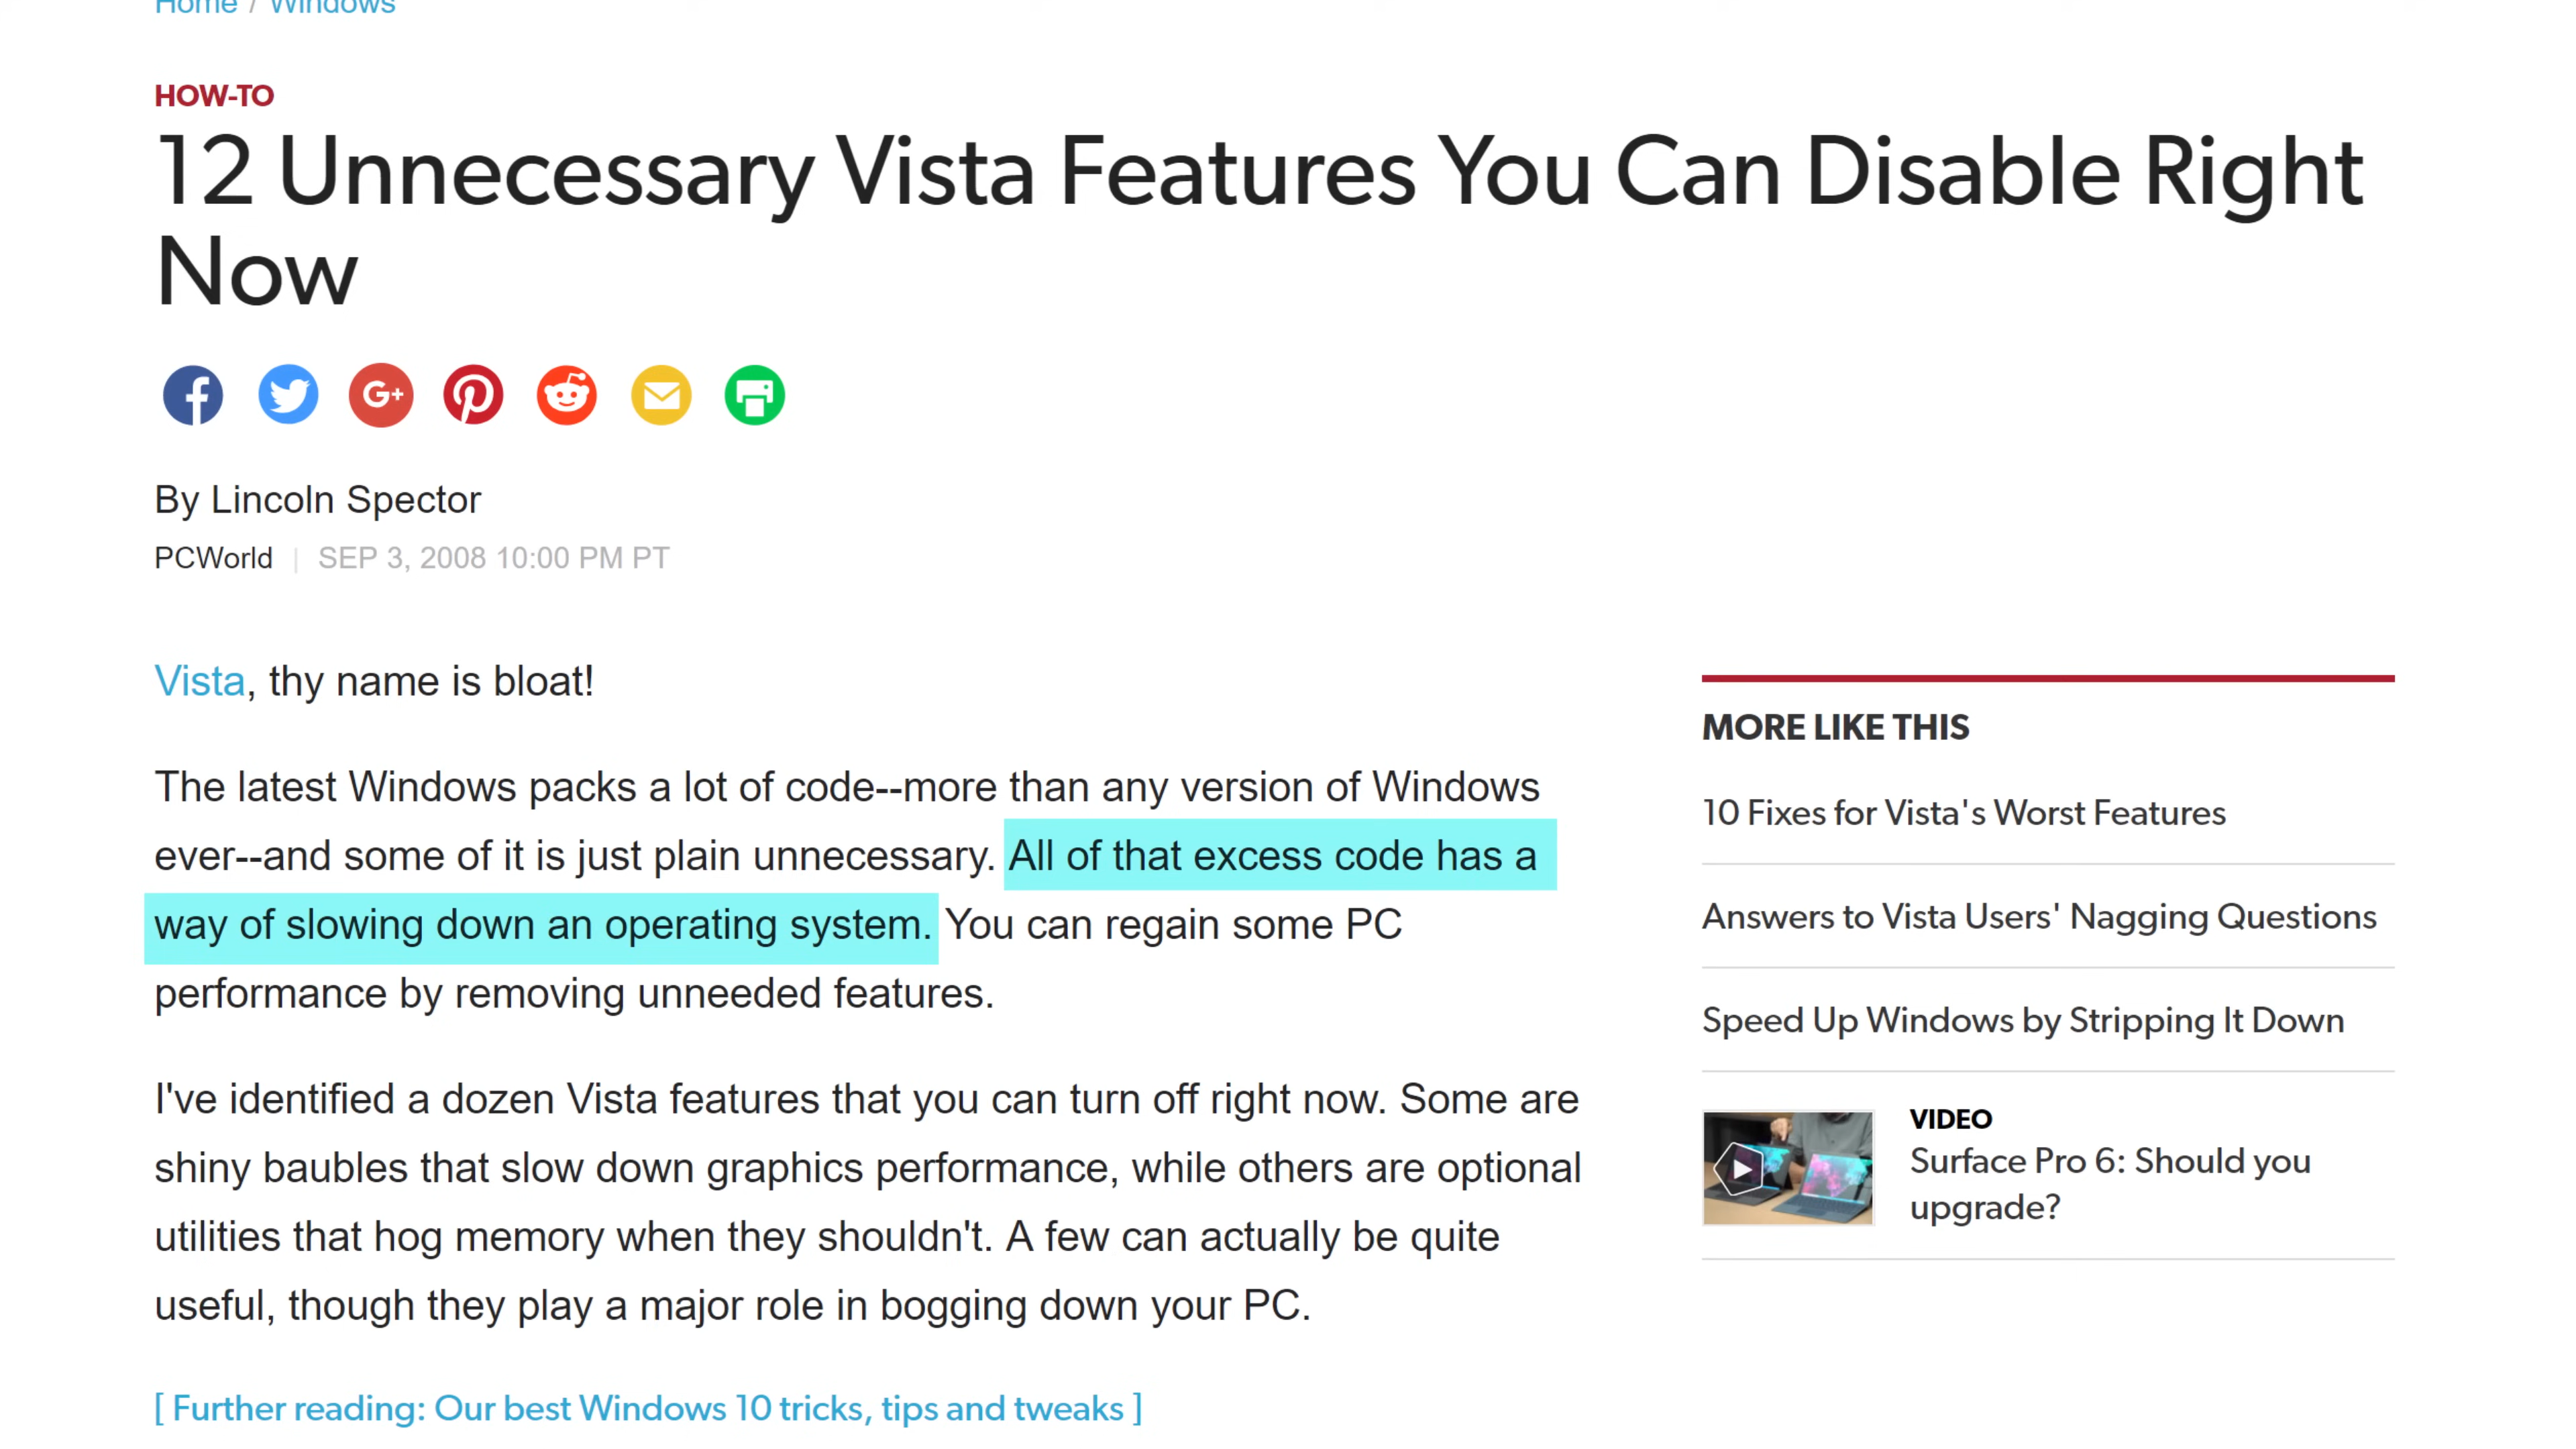 Home / Windows
HOW-TO
12 Unnecessary Vista Features You Can Disable Right
Now
G+
By Lincoln Spector
PCWorld | SEP 3, 2008 10:00 PM PT
Vista, thy name is bloat!
The latest Windows packs a lot of code--more than any version of Windows
ever--and some of it is just plain unnecessary. All of that excess code has a
way of slowing down an operating system. You can regain some PC
performance by removing unneeded features.
I've identified a dozen Vista features that you can turn off right now. Some are
shiny baubles that slow down graphics performance, while others are optional
utilities that hog memory when they shouldn't. A few can actually be quite
useful, though they play a major role in bogging down your PC.
[ Further reading: Our best Windows 10 tricks, tips and tweaks ]
MORE LIKE THIS
10 Fixes for Vista's Worst Features
Answers to Vista Users' Nagging Questions
Speed Up Windows by Stripping It Down
VIDEO
Surface Pro 6: Should you
upgrade?